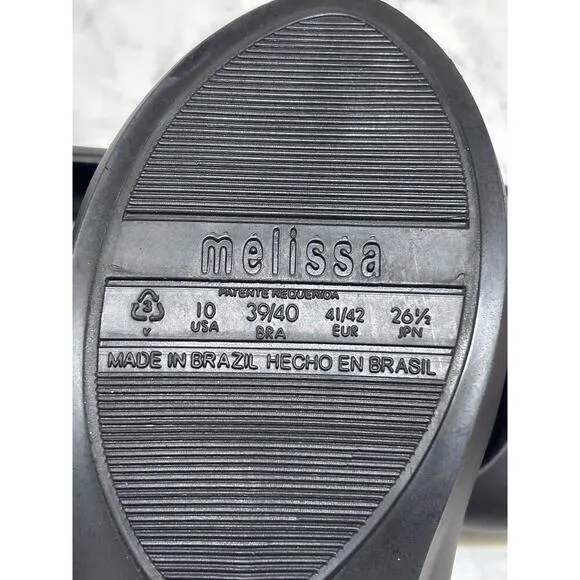 melissa
PATENTE REQUERIDA
3 10 39/40 41/42 26½
V USA BRA EUR JPN
MADE IN BRAZIL HECHO EN BRASIL